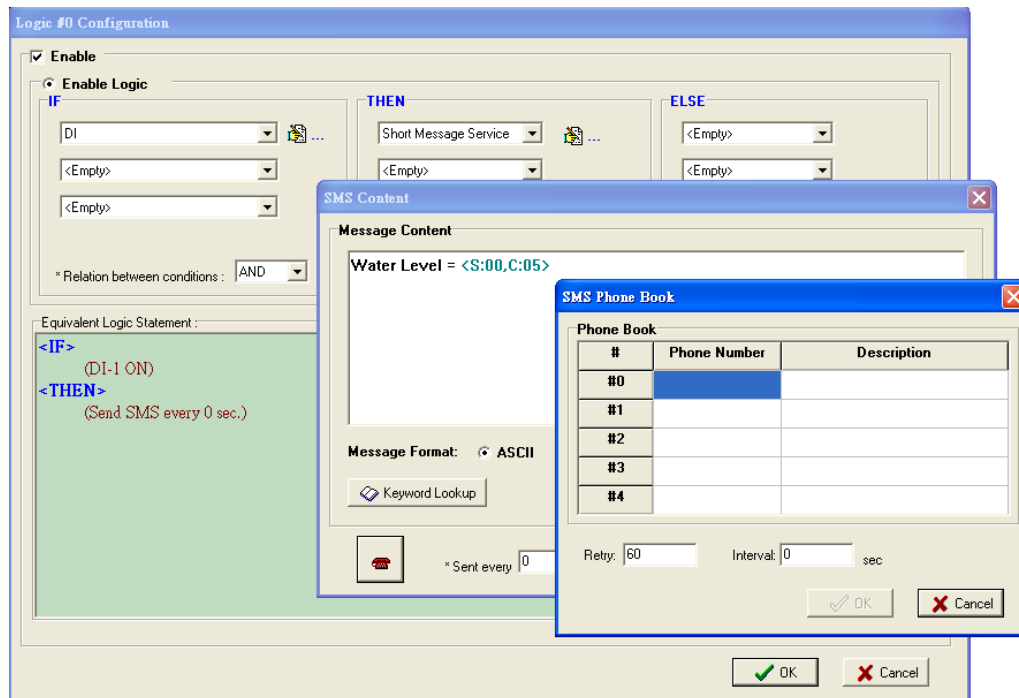 Logic #0 Configuration
Enable
Enable Logic
IF
THEN
ELSE
DI
...
Short Message Service
...
<Empty>
<Empty>
<Empty>
<Empty>
<Empty>
* Relation between conditions :
AND
Equivalent Logic Statement :
<IF>
(DI-1 ON)
<THEN>
(Send SMS every 0 sec.)
SMS Content
Message Content
Water Level = <S:00,C:05>
Message Format:
ASCII
Keyword Lookup
* Sent every
0
SMS Phone Book
Phone Book
# Phone Number Description
#0
#1
#2
#3
#4
Retry: 60 Interval: 0 sec
OK
Cancel
OK
Cancel